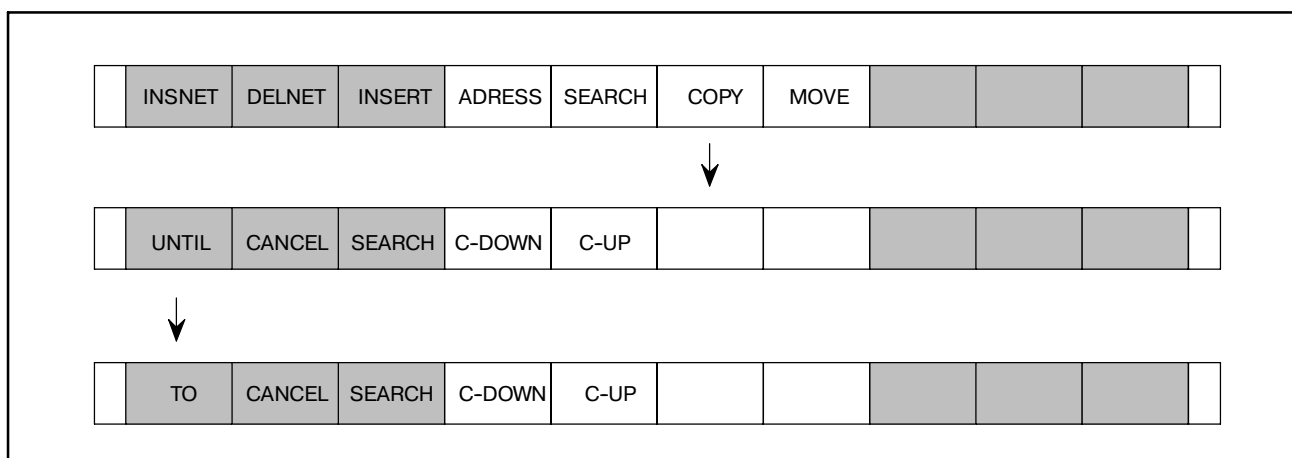 INSNET DELNET INSERT ADRESS SEARCH COPY MOVE
UNTIL CANCEL SEARCH C-DOWN C-UP
TO CANCEL SEARCH C-DOWN C-UP